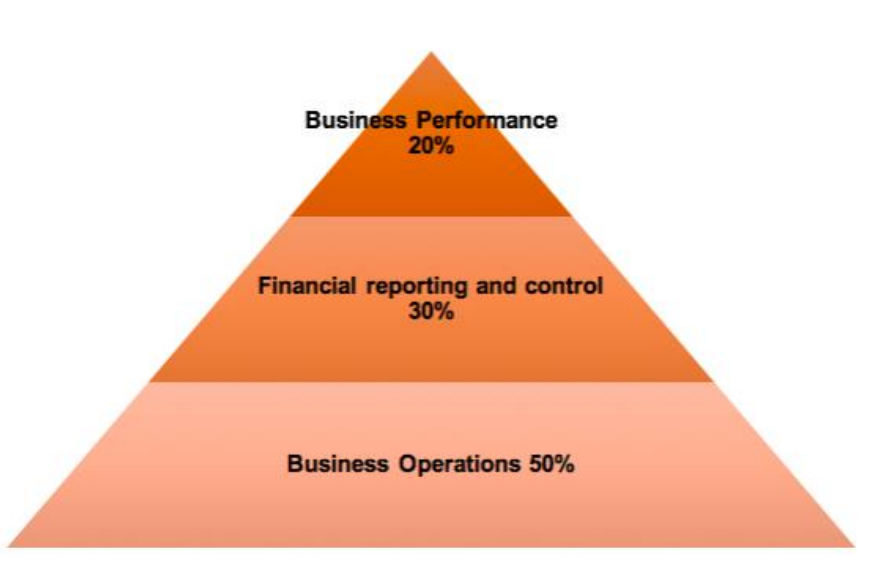 Business Performance
20%
Financial reporting and control
30%
Business Operations 50%